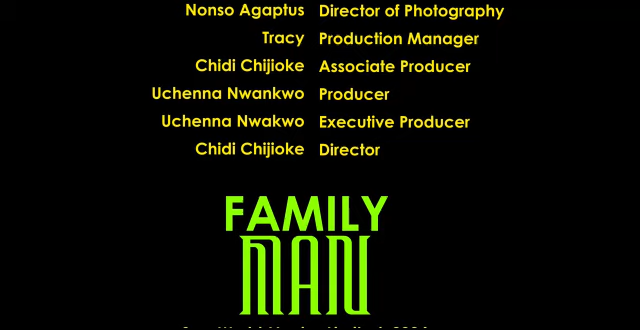 Nonso Agaptus Director of Photography
Tracy Production Manager
Chidi Chijioke Associate Producer
Uchenna Nwankwo Producer
Uchenna Nwakwo Executive Producer
Chidi Chijioke Director
FAMILY
MAN